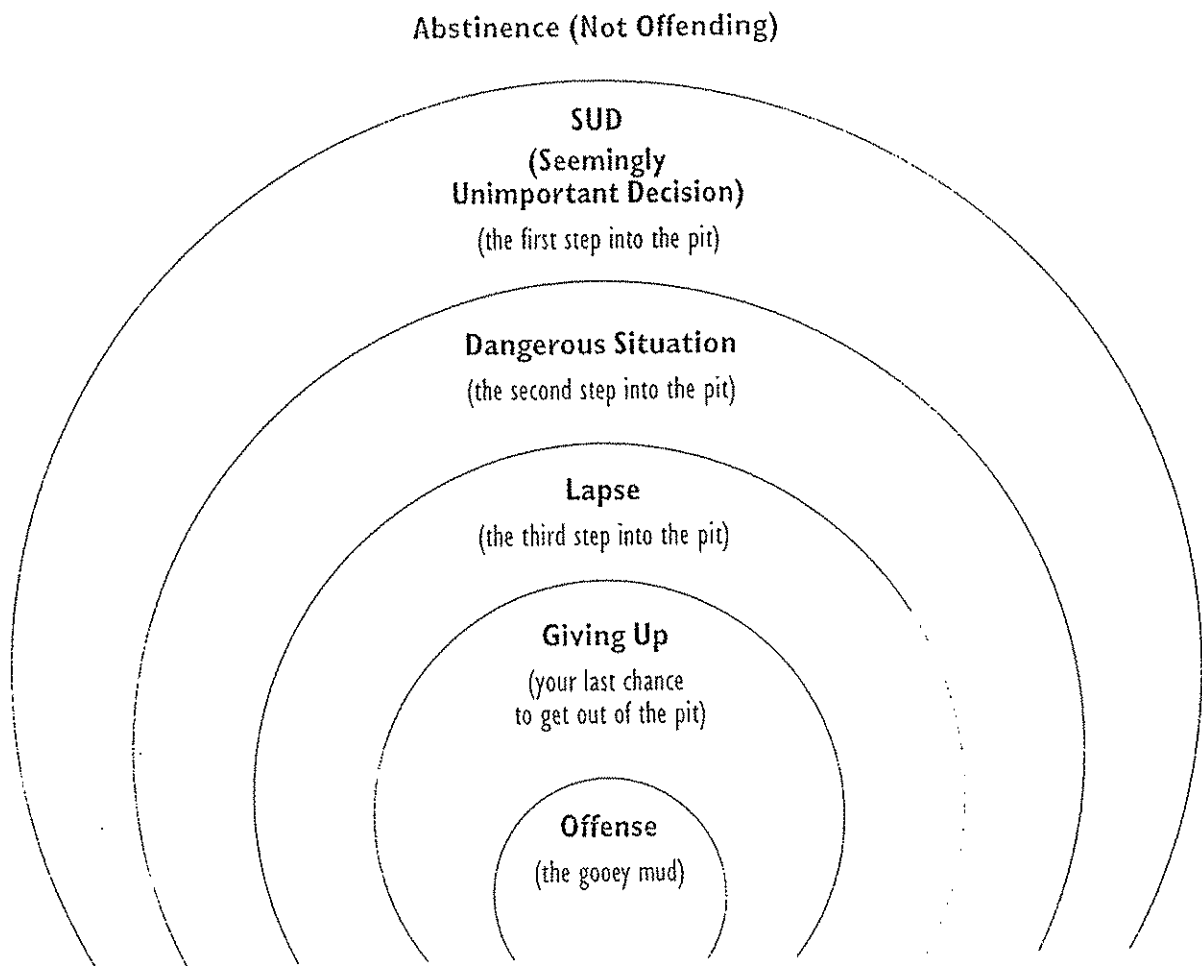 Abstinence (Not Offending)
SUD
(Seemingly
Unimportant Decision)
(the first step into the pit)
Dangerous Situation
(the second step into the pit)
Lapse
(the third step into the pit)
Giving Up
(your last chance
to get out of the pit)
Offense
(the gooey mud)